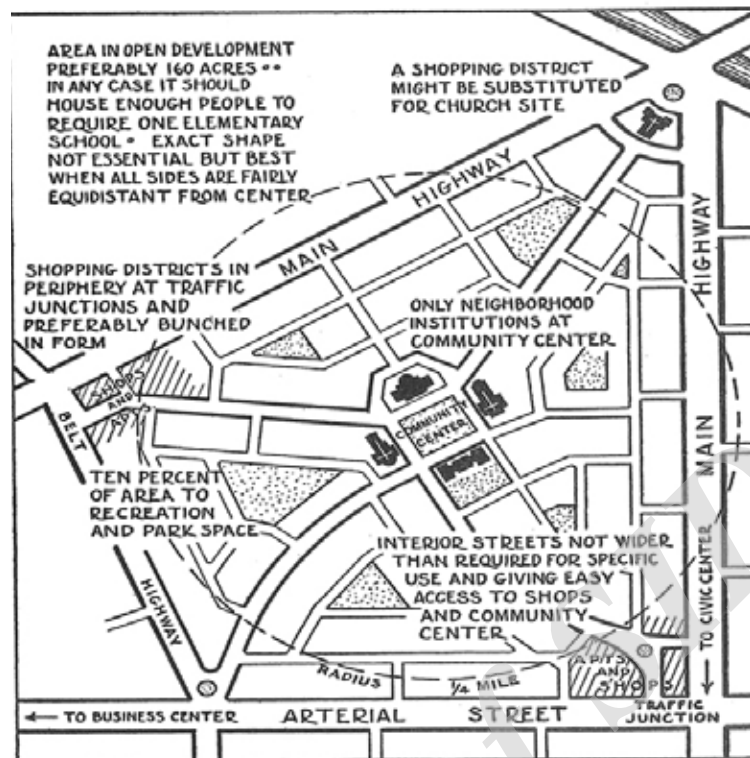 AREA IN OPEN DEVELOPMENT
PREFERABLY 160 ACRES ••
IN ANY CASE IT SHOULD
HOUSE ENOUGH PEOPLE TO
REQUIRE ONE ELEMENTARY
SCHOOL • EXACT SHAPE
NOT ESSENTIAL BUT BEST
WHEN ALL SIDES ARE FAIRLY
EQUIDISTANT FROM CENTER
A SHOPPING DISTRICT
MIGHT BE SUBSTITUTED
FOR CHURCH SITE
MAIN HIGHWAY
HIGHWAY
MAIN
SHOPPING DISTRICTS IN
PERIPHERY AT TRAFFIC
JUNCTIONS AND
PREFERABLY BUNCHED
IN FORM
ONLY NEIGHBORHOOD
INSTITUTIONS AT
COMMUNITY CENTER
SHOPS
AND
APTS
BELT
HIGHWAY
COMMUNITY
CENTER
TEN PERCENT
OF AREA TO
RECREATION
AND PARK SPACE
INTERIOR STREETS NOT WIDER
THAN REQUIRED FOR SPECIFIC
USE AND GIVING EASY
ACCESS TO SHOPS
AND COMMUNITY
CENTER
TO CIVIC CENTER
RADIUS 1/4 MILE
APTS
AND
SHOPS
TRAFFIC
JUNCTION
← TO BUSINESS CENTER ARTERIAL STREET